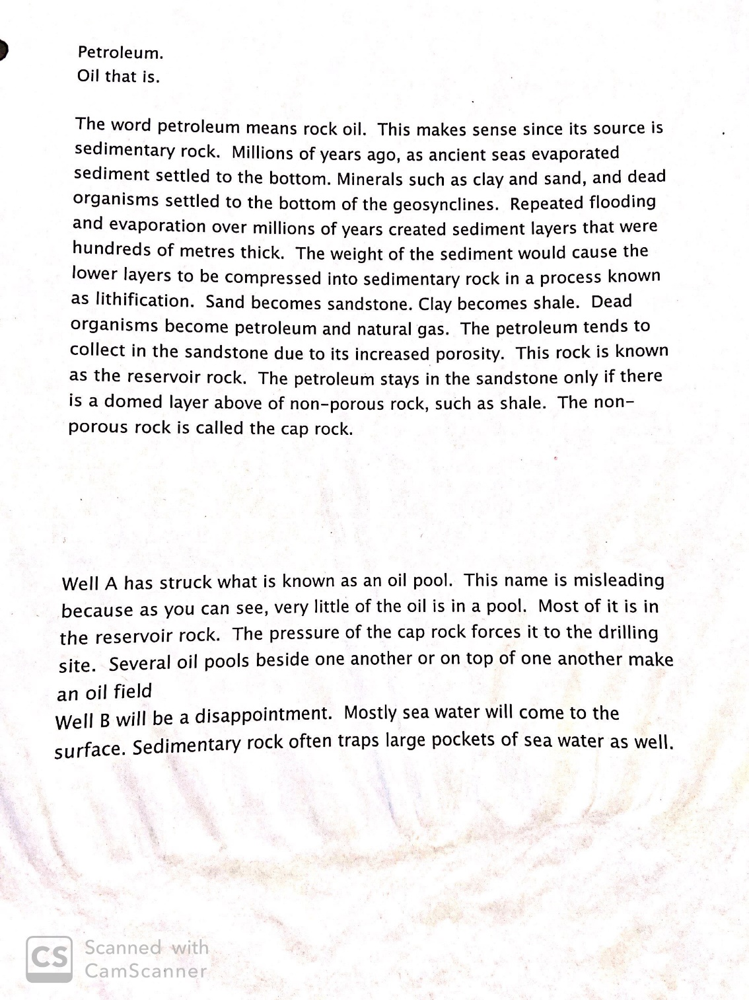 Petroleum.
Oil that is.
The word petroleum means rock oil.  This makes sense since its source is
sedimentary rock.  Millions of years ago, as ancient seas evaporated
sediment settled to the bottom. Minerals such as clay and sand, and dead
organisms settled to the bottom of the geosynclines.  Repeated flooding
and evaporation over millions of years created sediment layers that were
hundreds of metres thick.  The weight of the sediment would cause the
lower layers to be compressed into sedimentary rock in a process known
as lithification.  Sand becomes sandstone. Clay becomes shale.  Dead
organisms become petroleum and natural gas.  The petroleum tends to
collect in the sandstone due to its increased porosity.  This rock is known
as the reservoir rock.  The petroleum stays in the sandstone only if there
is a domed layer above of non-porous rock, such as shale.  The non-
porous rock is called the cap rock.
Well A has struck what is known as an oil pool.  This name is misleading
because as you can see, very little of the oil is in a pool.  Most of it is in
the reservoir rock.  The pressure of the cap rock forces it to the drilling
site.  Several oil pools beside one another or on top of one another make
an oil field
Well B will be a disappointment.  Mostly sea water will come to the
surface. Sedimentary rock often traps large pockets of sea water as well.
CS Scanned with
CamScanner